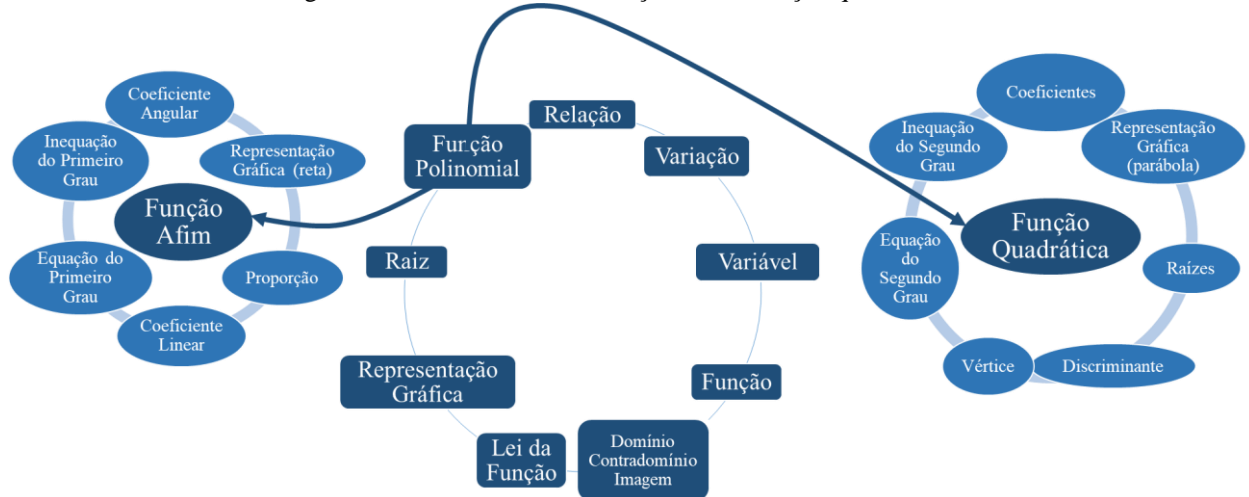 Coeficiente
Angular
Inequação
do Primeiro
Grau
Representação
Gráfica (reta)
Função
Afim
Equação do
Primeiro
Grau
Proporção
Coeficiente
Linear
Relação
Função
Polinomial
Variação
Raiz
Variável
Representação
Gráfica
Função
Lei da
Função
Domínio
Contradomínio
Imagem
Coeficientes
Inequação
do Segundo
Grau
Representação
Gráfica
(parábola)
Função
Quadrática
Equação
do
Segundo
Grau
Raízes
Vértice
Discriminante